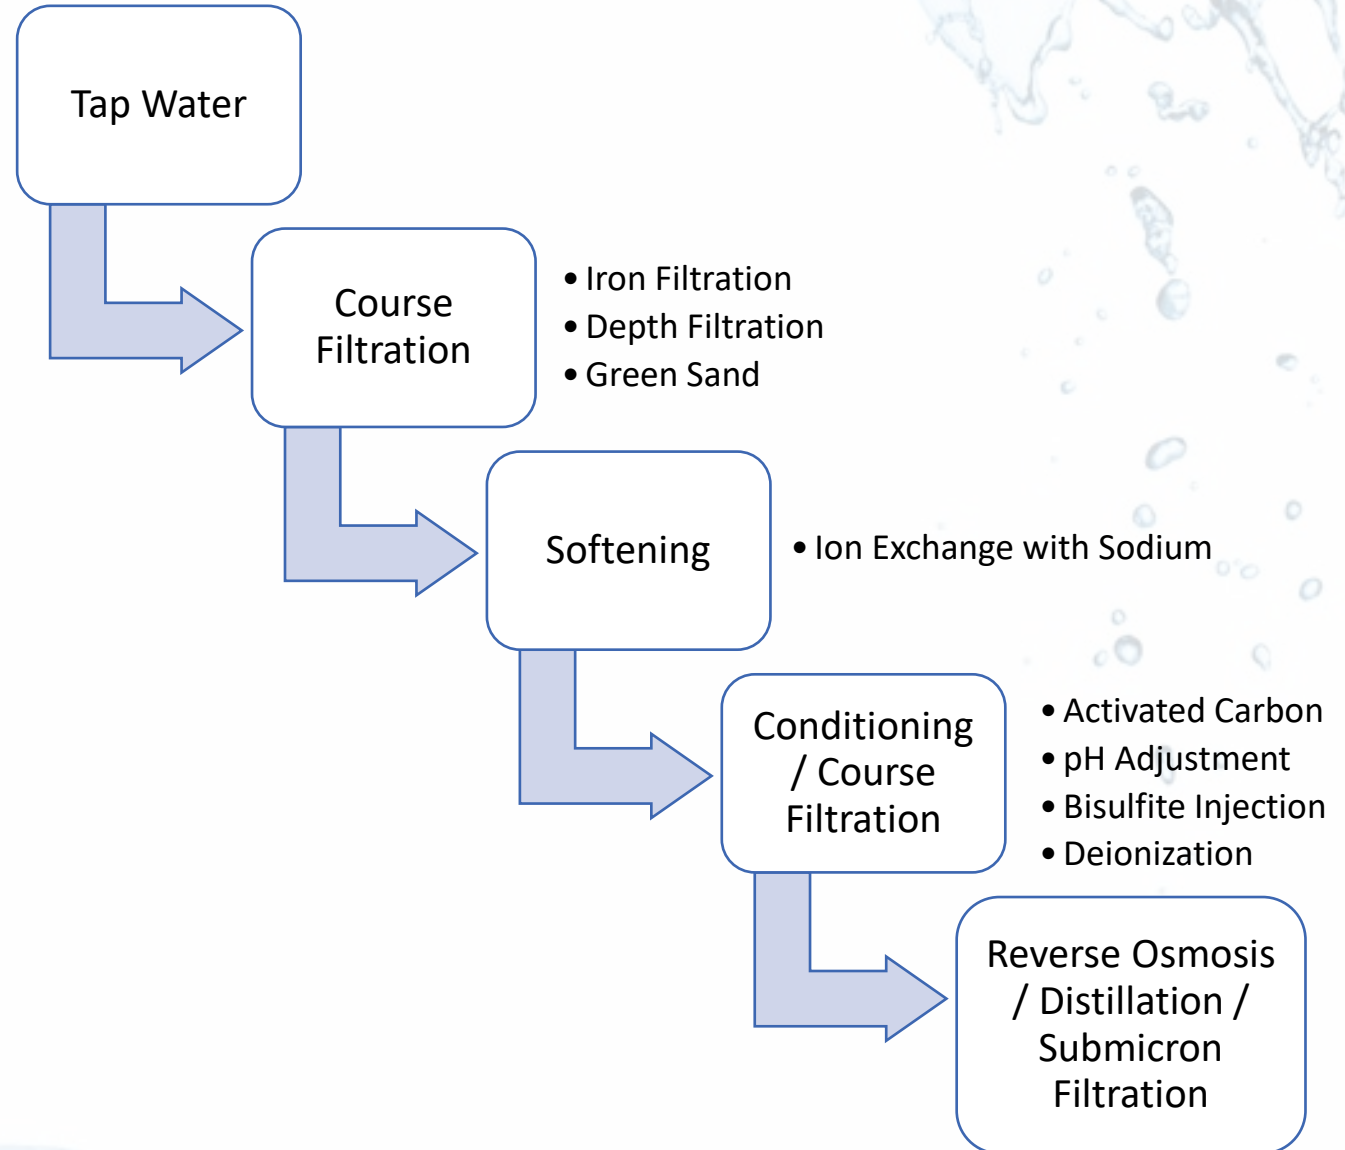 Tap Water
Course
Filtration
• Iron Filtration
• Depth Filtration
• Green Sand
Softening
• Ion Exchange with Sodium
Conditioning
/ Course
Filtration
• Activated Carbon
• pH Adjustment
• Bisulfite Injection
• Deionization
Reverse Osmosis
/ Distillation /
Submicron
Filtration